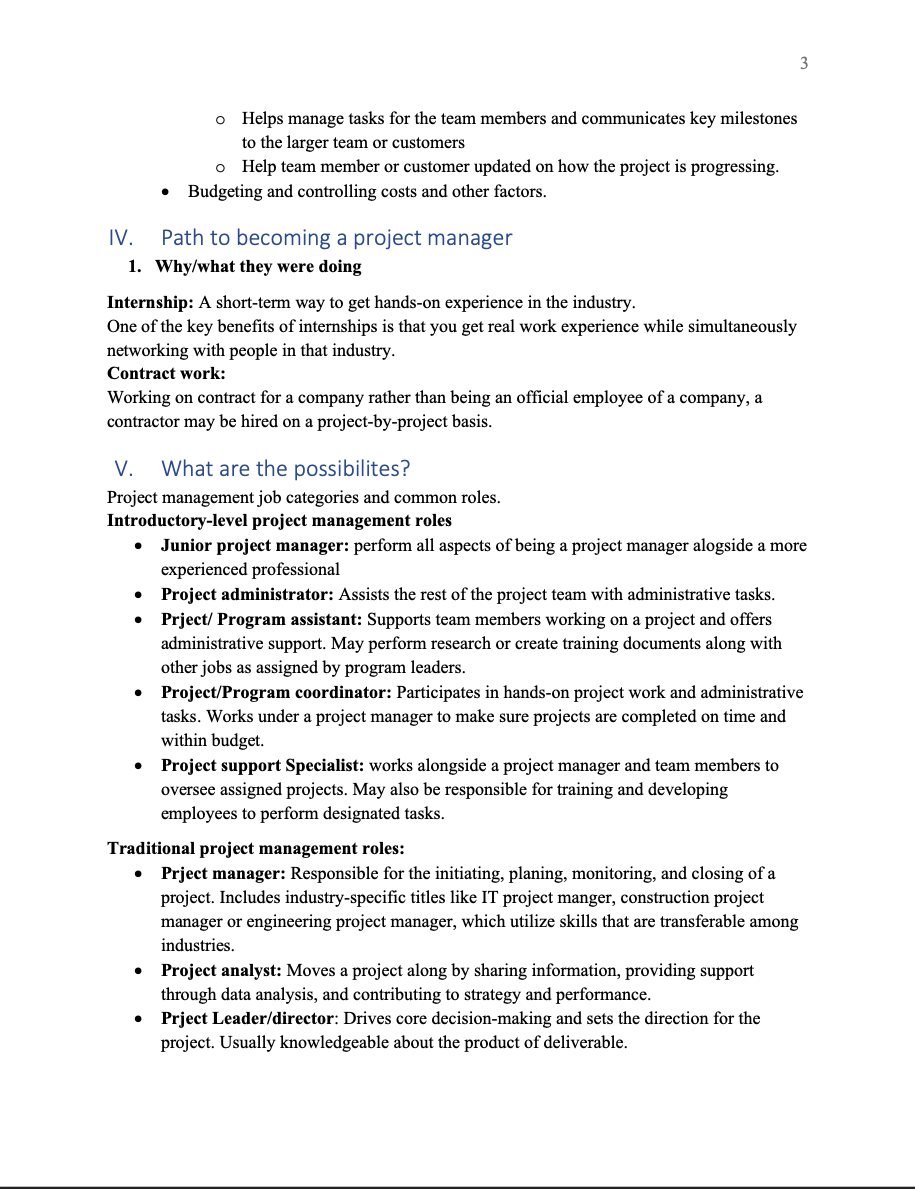 3
o Helps manage tasks for the team members and communicates key milestones
to the larger team or customers
o Help team member or customer updated on how the project is progressing.
• Budgeting and controlling costs and other factors.
IV. Path to becoming a project manager
1. Why/what they were doing
Internship: A short-term way to get hands-on experience in the industry.
One of the key benefits of internships is that you get real work experience while simultaneously
networking with people in that industry.
Contract work:
Working on contract for a company rather than being an official employee of a company, a
contractor may be hired on a project-by-project basis.
V. What are the possibilites?
Project management job categories and common roles.
Introductory-level project management roles
• Junior project manager: perform all aspects of being a project manager alogside a more
experienced professional
• Project administrator: Assists the rest of the project team with administrative tasks.
• Prject/ Program assistant: Supports team members working on a project and offers
administrative support. May perform research or create training documents along with
other jobs as assigned by program leaders.
• Project/Program coordinator: Participates in hands-on project work and administrative
tasks. Works under a project manager to make sure projects are completed on time and
within budget.
• Project support Specialist: works alongside a project manager and team members to
oversee assigned projects. May also be responsible for training and developing
employees to perform designated tasks.
Traditional project management roles:
• Prject manager: Responsible for the initiating, planing, monitoring, and closing of a
project. Includes industry-specific titles like IT project manger, construction project
manager or engineering project manager, which utilize skills that are transferable among
industries.
• Project analyst: Moves a project along by sharing information, providing support
through data analysis, and contributing to strategy and performance.
• Prject Leader/director: Drives core decision-making and sets the direction for the
project. Usually knowledgeable about the product of deliverable.